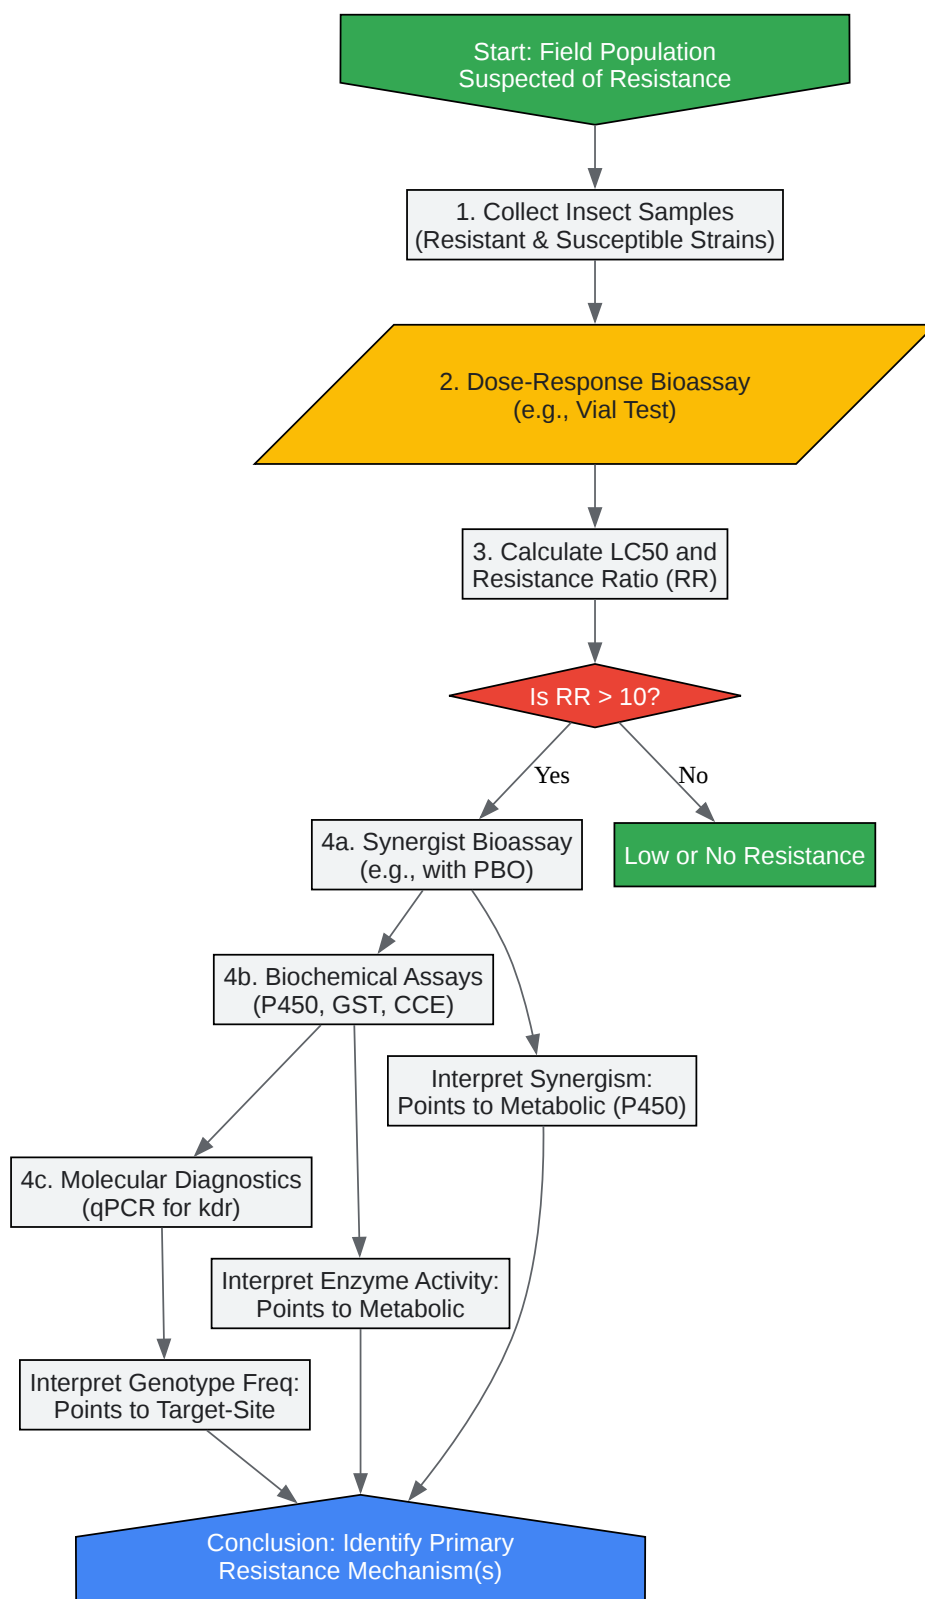 Start: Field Population
Suspected of Resistance
1. Collect Insect Samples
(Resistant & Susceptible Strains)
2. Dose-Response Bioassay
(e.g., Vial Test)
3. Calculate LC50 and
Resistance Ratio (RR)
Is RR > 10?
Yes
No
4a. Synergist Bioassay
(e.g., with PBO)
Low or No Resistance
4b. Biochemical Assays
(P450, GST, CCE)
Interpret Synergism:
Points to Metabolic (P450)
4c. Molecular Diagnostics
(qPCR for kdr)
Interpret Enzyme Activity:
Points to Metabolic
Interpret Genotype Freq:
Points to Target-Site
Conclusion: Identify Primary
Resistance Mechanism(s)